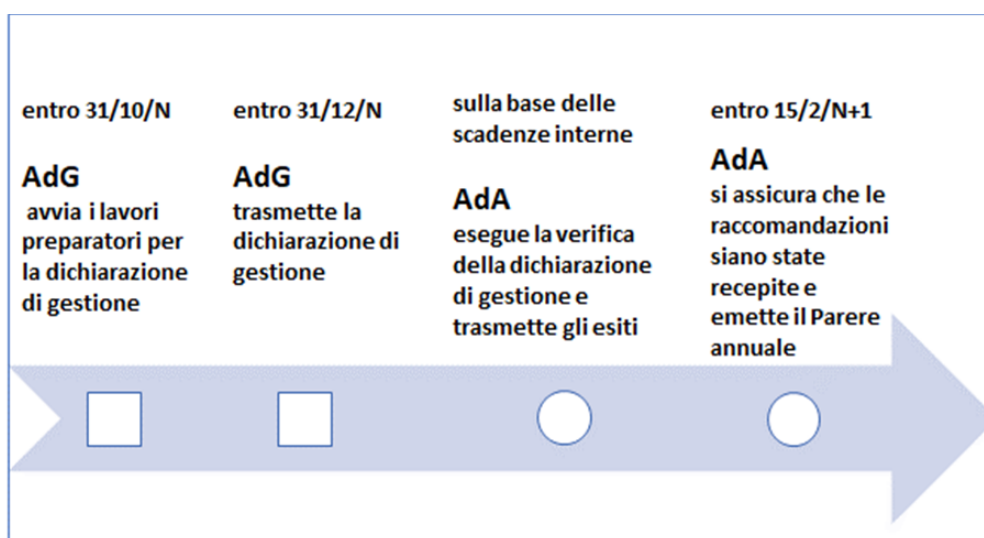 entro 31/10/N
AdG
avvia i lavori
preparatori per
la dichiarazione
di gestione
entro 31/12/N
AdG
trasmette la
dichiarazione di
gestione
sulla base delle
scadenze interne
AdA
esegue la verifica
della dichiarazione
di gestione e
trasmette gli esiti
entro 15/2/N+1
AdA
si assicura che le
raccomandazioni
siano state
recepite e
emette il Parere
annuale